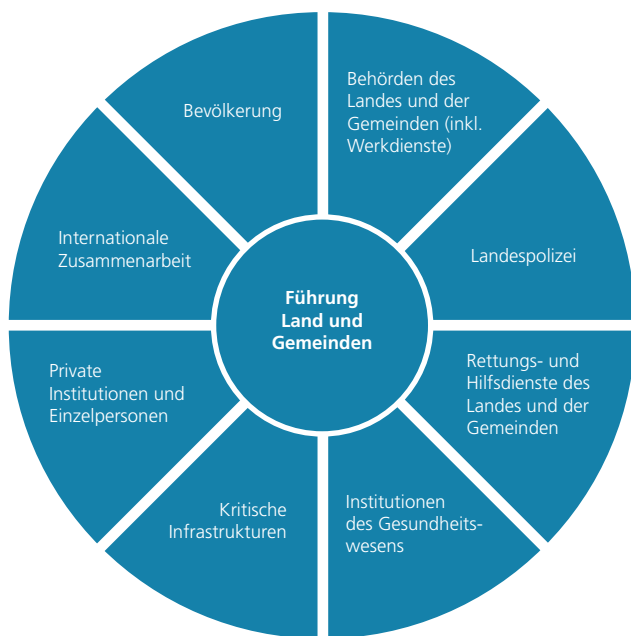 Bevölkerung
Behörden des
Landes und der
Gemeinden (inkl.
Werkdienste)
Landespolizei
Rettungs- und
Hilfsdienste des
Landes und der
Gemeinden
Institutionen
des Gesundheits-
wesens
Kritische
Infrastrukturen
Private
Institutionen und
Einzelpersonen
Internationale
Zusammenarbeit
Führung
Land und
Gemeinden